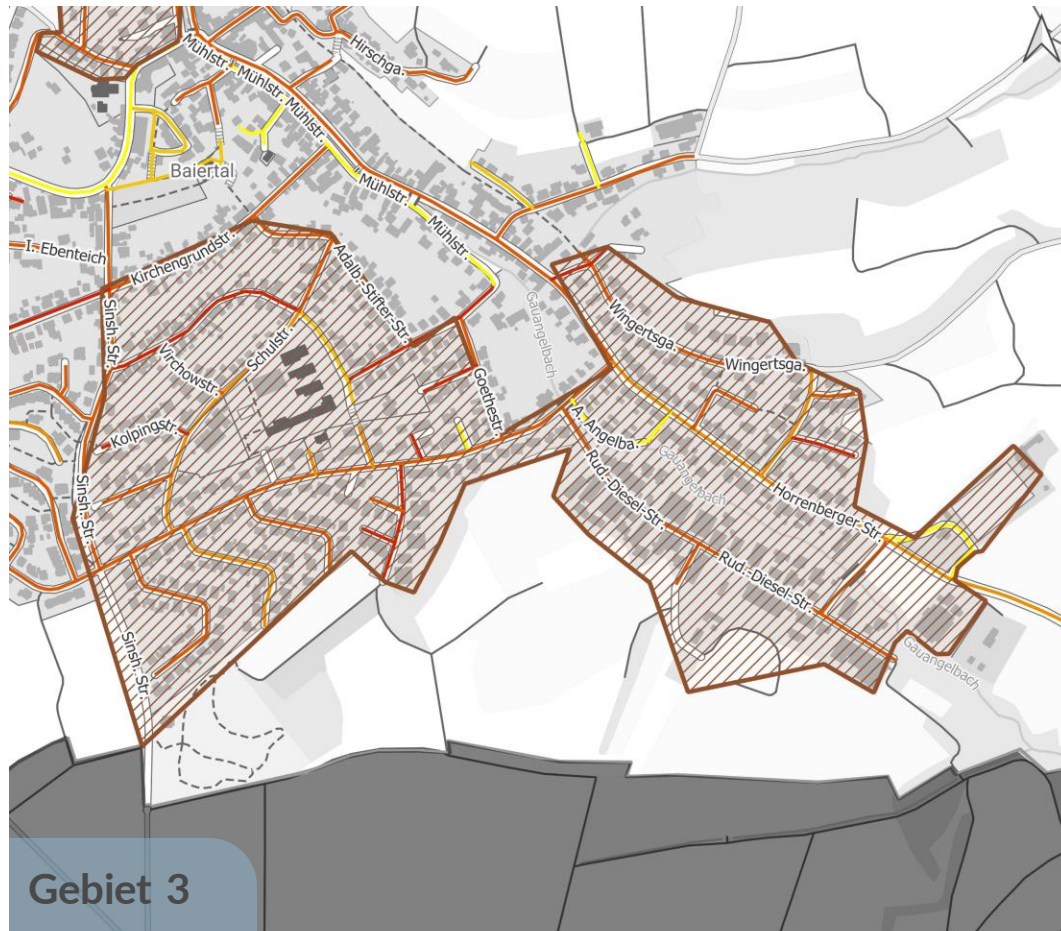 Hirschga.
Mühlstr.
Mühlstr.
Mühlstr.
Baiertal
Mühlstr.
Mühlstr.
I. Ebenteich
Kirchengrundstr.
Adalb.-Stifter-Str.
Sinsh. Str.
Gauangelbach
Wingertsga.
Wingertsga.
Schulstr.
Virchowstr.
Goethestr.
Kolpingstr.
A. Angelba.
Gauangelbach
Sinsh. Str.
Rud.-Diesel-Str.
Horrenberger Str.
Rud.-Diesel-Str.
Sinsh. Str.
Gauangelbach
Gebiet 3